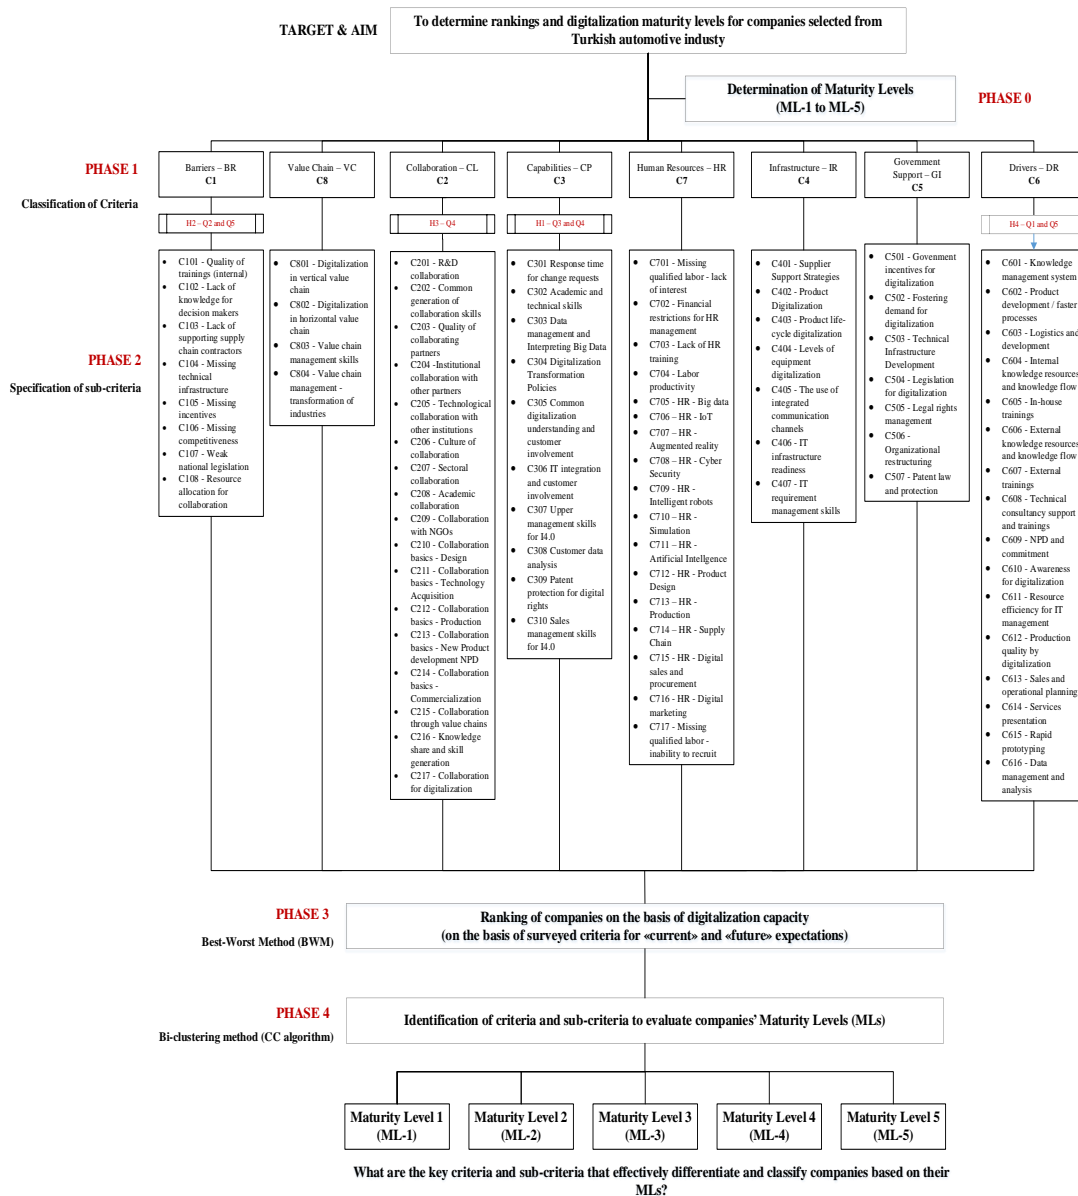 TARGET & AIM
To determine rankings and digitalization maturity levels for companies selected from
Turkish automotive industy
Determination of Maturity Levels
(ML-1 to ML-5)
PHASE 0
PHASE 1
Classification of Criteria
Barriers – BR
C1
Value Chain – VC
C8
Collaboration – CL
C2
Capabilities – CP
C3
Human Resources – HR
C7
Infrastructure – IR
C4
Government
Support – GI
C5
Drivers – DR
C6
H2 – Q2 and Q5
H3 – Q4
H1 – Q3 and Q4
H4 – Q1 and Q5
PHASE 2
Specification of sub-criteria
• C101 - Quality of
trainings (internal)
• C102 - Lack of
knowledge for
decision makers
• C103 - Lack of
supporting supply
chain contractors
• C104 - Missing
technical
infrastructure
• C105 - Missing
incentives
• C106 - Missing
competitiveness
• C107 - Weak
national legislation
• C108 - Resource
allocation for
collaboration
• C801 - Digitalization
in vertical value
chain
• C802 - Digitalization
in horizontal value
chain
• C803 - Value chain
management skills
• C804 - Value chain
management -
transformation of
industries
• C201 - R&D
collaboration
• C202 - Common
generation of
collaboration skills
• C203 - Quality of
collaborating
partners
• C204 -Institutional
collaboration with
other partners
• C205 - Technological
collaboration with
other institutions
• C206 - Culture of
collaboration
• C207 - Sectoral
collaboration
• C208 - Academic
collaboration
• C209 - Collaboration
with NGOs
• C210 - Collaboration
basics - Design
• C211 - Collaboration
basics - Technology
Acquisition
• C212 - Collaboration
basics - Production
• C213 - Collaboration
basics - New Product
development NPD
• C214 - Collaboration
basics -
Commercialization
• C215 - Collaboration
through value chains
• C216 - Knowledge
share and skill
generation
• C217 - Collaboration
for digitalization
• C301 Response time
for change requests
• C302 Academic and
technical skills
• C303 Data
management and
Interpreting Big Data
• C304 Digitalization
Transformation
Policies
• C305 Common
digitalization
understanding and
customer
involvement
• C306 IT integration
and customer
involvement
• C307 Upper
management skills
for I4.0
• C308 Customer data
analysis
• C309 Patent
protection for digital
rights
• C310 Sales
management skills
for I4.0
• C701 - Missing
qualified labor - lack
of interest
• C702 - Financial
restrictions for HR
management
• C703 - Lack of HR
training
• C704 - Labor
productivity
• C705 - HR - Big data
• C706 - HR - IoT
• C707 – HR -
Augmented reality
• C708 – HR - Cyber
Security
• C709 - HR -
Intelligent robots
• C710 – HR -
Simulation
• C711 – HR -
Artificial Intellgence
• C712 - HR - Product
Design
• C713 – HR -
Production
• C714 – HR - Supply
Chain
• C715 - HR - Digital
sales and
procurement
• C716 - HR - Digital
marketing
• C717 - Missing
qualified labor -
inability to recruit
• C401 - Supplier
Support Strategies
• C402 - Product
Digitalization
• C403 - Product life-
cycle digitalization
• C404 - Levels of
equipment
digitalization
• C405 - The use of
integrated
communication
channels
• C406 - IT
infrastructure
readiness
• C407 - IT
requirement
management skills
• C501 - Govenment
incentives for
digitalization
• C502 - Fostering
demand for
digitalization
• C503 - Technical
Infrastructure
Development
• C504 - Legislation
for digitalization
• C505 - Legal rights
management
• C506 -
Organizational
restructuring
• C507 - Patent law
and protection
• C601 - Knowledge
management system
• C602 - Product
development / faster
processes
• C603 - Logistics and
development
• C604 - Internal
knowledge resources
and knowledge flow
• C605 - In-house
trainings
• C606 - External
knowledge resources
and knowledge flow
• C607 - External
trainings
• C608 - Technical
consultancy support
and trainings
• C609 - NPD and
commitment
• C610 - Awareness
for digitalization
• C611 - Resource
efficiency for IT
management
• C612 - Production
quality by
digitalization
• C613 - Sales and
operational planning
• C614 - Services
presentation
• C615 - Rapid
prototyping
• C616 - Data
management and
analysis
PHASE 3
Best-Worst Method (BWM)
Ranking of companies on the basis of digitalization capacity
(on the basis of surveyed criteria for «current» and «future» expectations)
PHASE 4
Bi-clustering method (CC algorithm)
Identification of criteria and sub-criteria to evaluate companies' Maturity Levels (MLs)
Maturity Level 1
(ML-1)
Maturity Level 2
(ML-2)
Maturity Level 3
(ML-3)
Maturity Level 4
(ML-4)
Maturity Level 5
(ML-5)
What are the key criteria and sub-criteria that effectively differentiate and classify companies based on their
MLs?